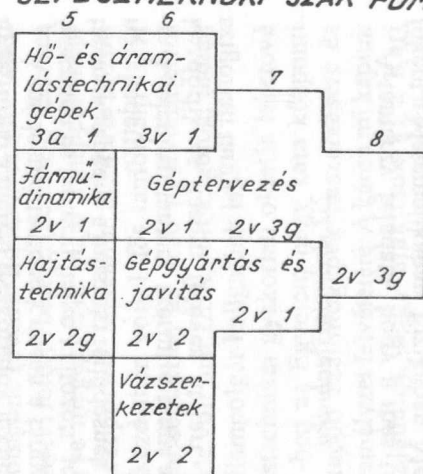 5 6
Hő- és áram-
lástechnikai
gépek
3a 1 3v 1
7
8
Jármű-
dinamika
2v 1
Géptervezés
2v 1 2v 3g
2v 3g
Hajtás-
technika
2v 2g
Gépgyártás és
javítás
2v 1
2v 2
Vázszer-
kezetek
2v 2